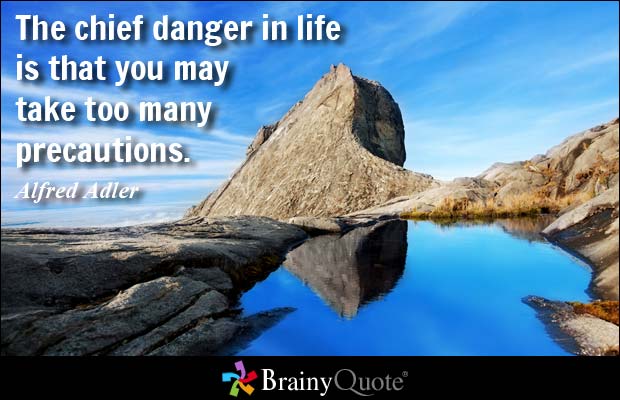 The chief danger in life
is that you may
take too many
precautions.
Alfred Adler
BrainyQuote®